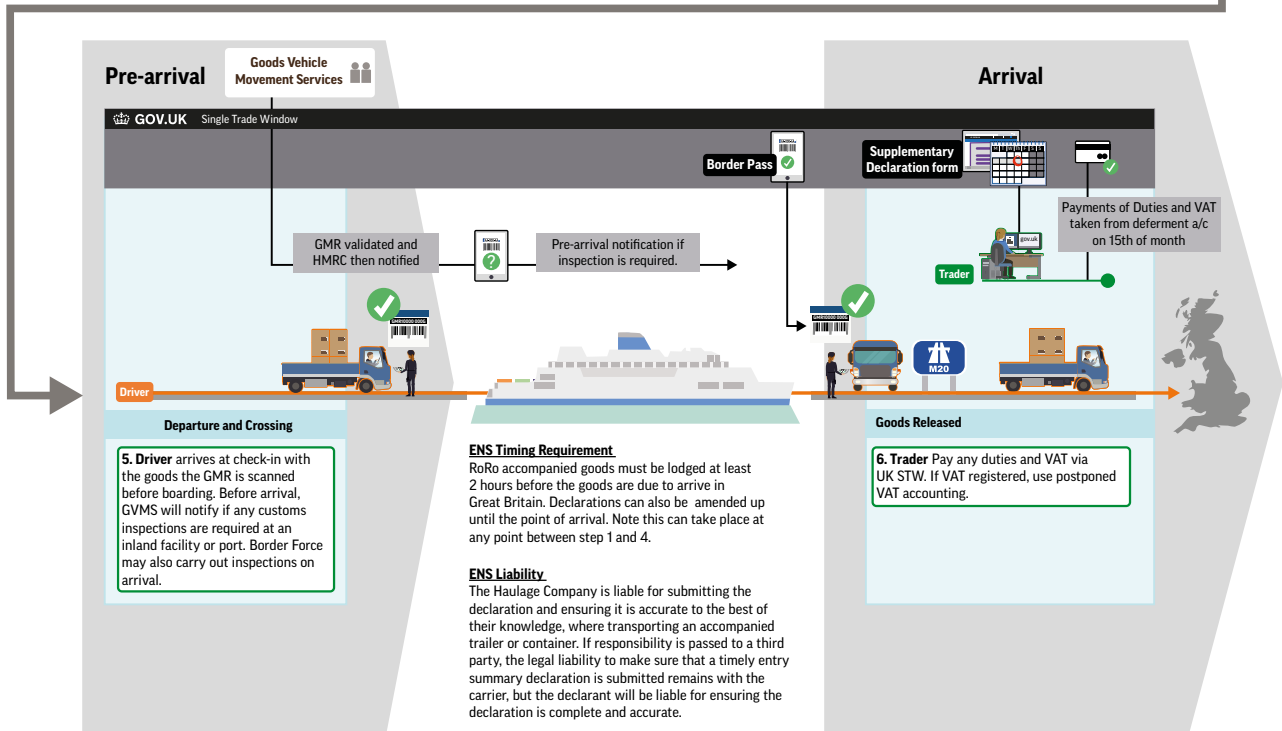 Pre-arrival
Goods Vehicle
Movement Services
Arrival
GOV.UK Single Trade Window
Border Pass
Supplementary
Declaration form
Payments of Duties and VAT
taken from deferment a/c
on 15th of month
GMR validated and
HMRC then notified
Pre-arrival notification if
inspection is required.
gov.uk
Trader
GMR10000 000G
GMR10000 000G
M20
Driver
Departure and Crossing
5. Driver arrives at check-in with
the goods the GMR is scanned
before boarding. Before arrival,
GVMS will notify if any customs
inspections are required at an
inland facility or port. Border Force
may also carry out inspections on
arrival.
ENS Timing Requirement
RoRo accompanied goods must be lodged at least
2 hours before the goods are due to arrive in
Great Britain. Declarations can also be amended up
until the point of arrival. Note this can take place at
any point between step 1 and 4.
ENS Liability
The Haulage Company is liable for submitting the
declaration and ensuring it is accurate to the best of
their knowledge, where transporting an accompanied
trailer or container. If responsibility is passed to a third
party, the legal liability to make sure that a timely entry
summary declaration is submitted remains with the
carrier, but the declarant will be liable for ensuring the
declaration is complete and accurate.
Goods Released
6. Trader Pay any duties and VAT via
UK STW. If VAT registered, use postponed
VAT accounting.